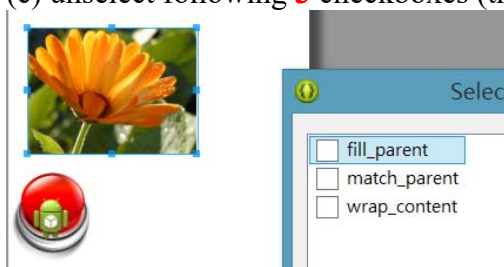 (c) unselect following 3 checkboxes (t
Selec
fill_parent
match_parent
wrap_content